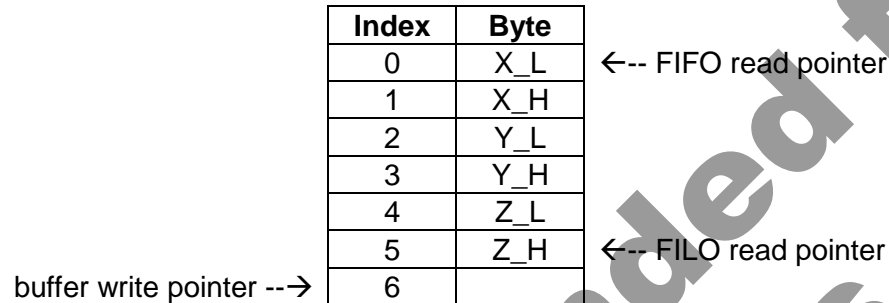 Index Byte
0 X_L ←-- FIFO read pointer
1 X_H
2 Y_L
3 Y_H
4 Z_L
5 Z_H ←-- FILO read pointer
buffer write pointer --→ 6